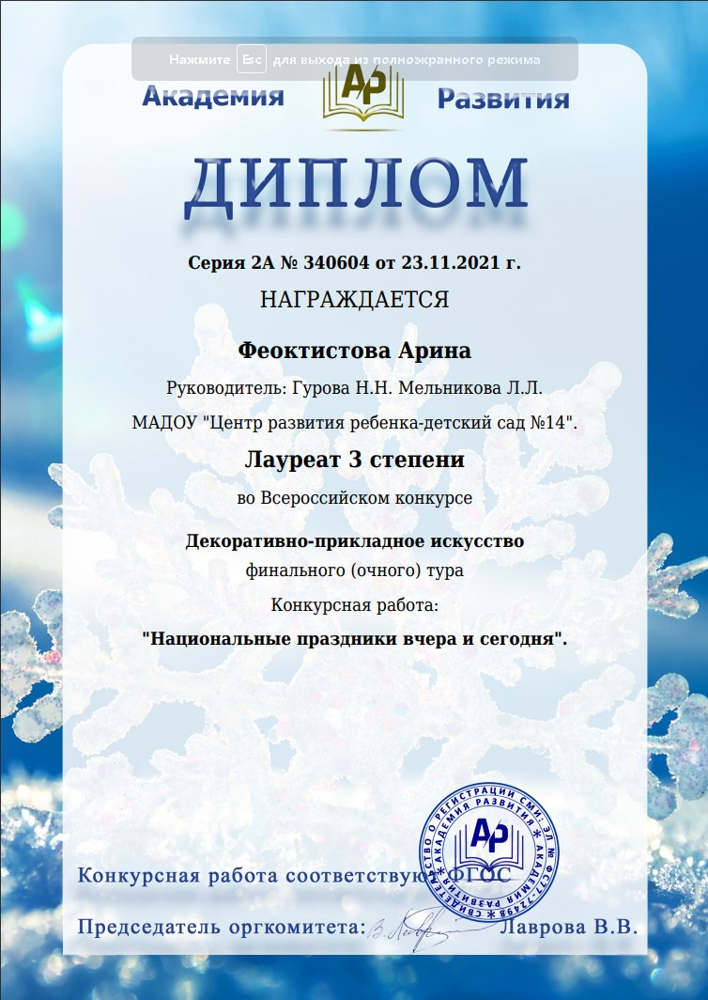 Нажмите Esc для выхода из полноэкранного режима
Академия АР Развития
ДИПЛОМ
Серия 2А № 340604 от 23.11.2021 г.
НАГРАЖДАЕТСЯ
Феоктистова Арина
Руководитель: Гурова Н.Н. Мельникова Л.Л.
МАДОУ "Центр развития ребенка-детский сад №14".
Лауреат 3 степени
во Всероссийском конкурсе
Декоративно-прикладное искусство
финального (очного) тура
Конкурсная работа:
"Национальные праздники вчера и сегодня".
СВИДЕТЕЛЬСТВО О РЕГИСТРАЦИИ СМИ: ЭЛ № ФС77-72498
АКАДЕМИЯ РАЗВИТИЯ * АКАДЕМИЯ РАЗВИТИЯ *
АР
Конкурсная работа соответствую ФГОС
Председатель оргкомитета: Лаврова В.В.